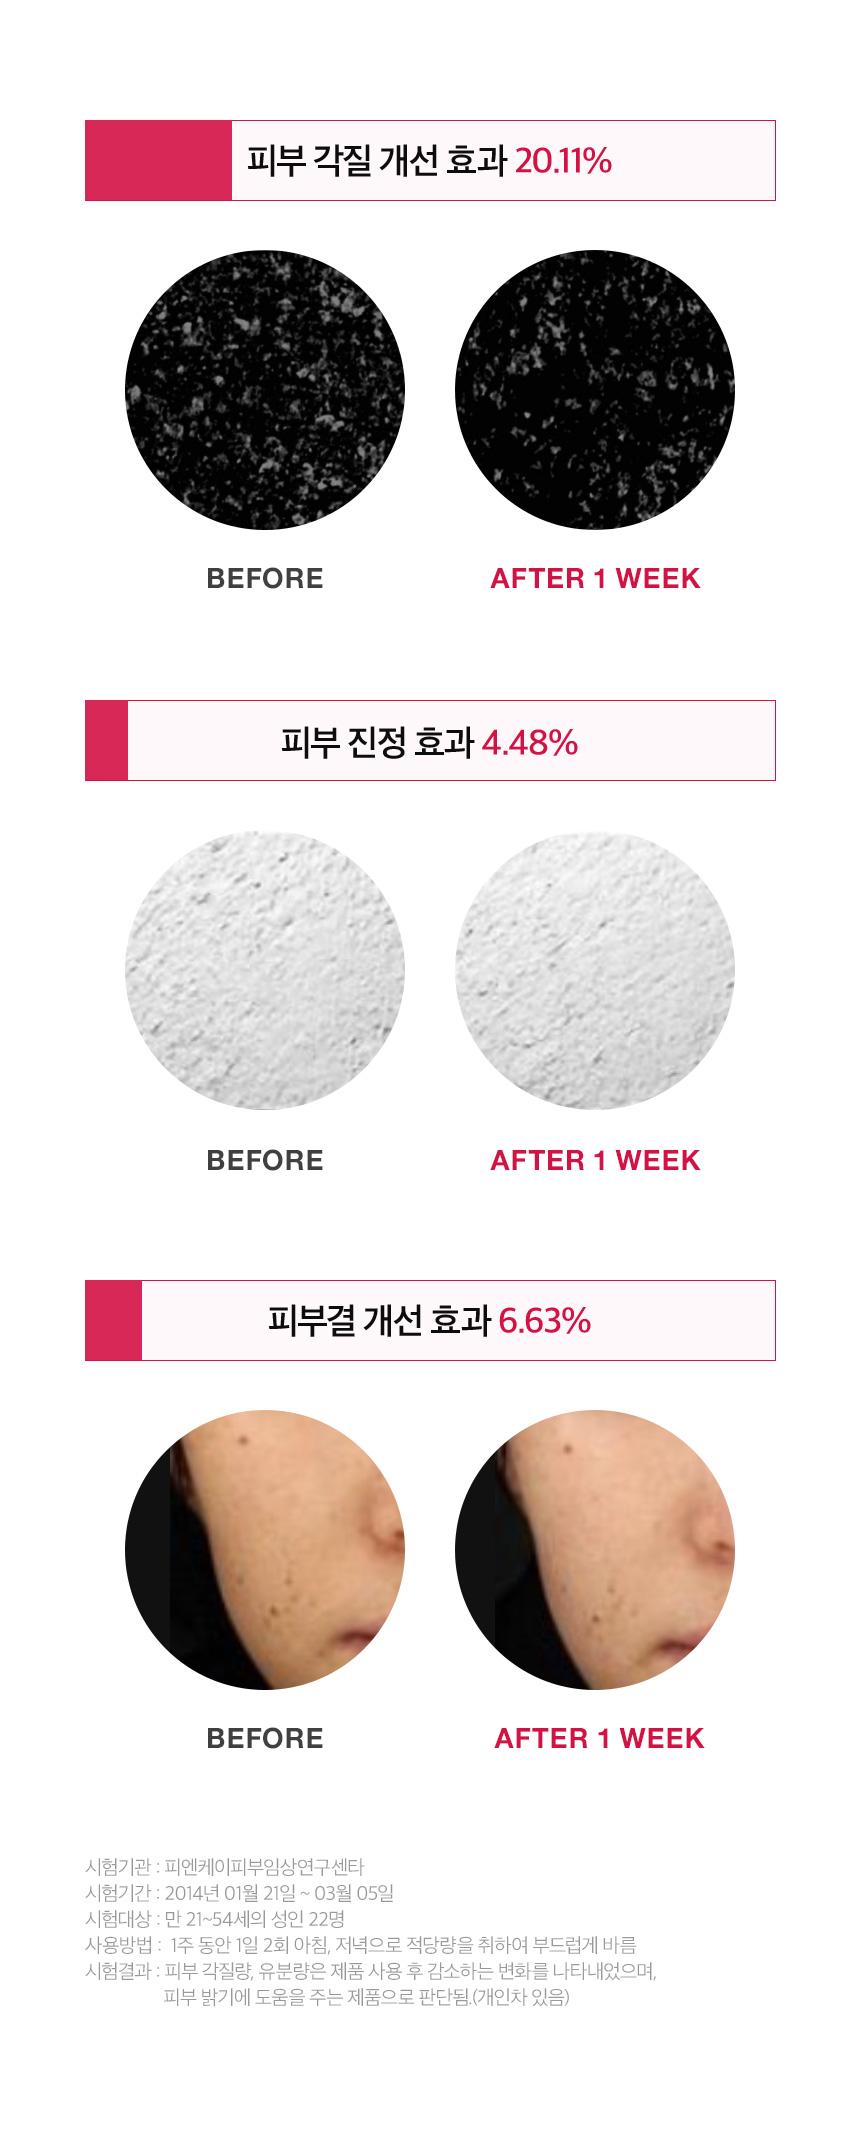 피부 각질 개선 효과 20.11%
BEFORE
AFTER 1 WEEK
피부 진정 효과 4.48%
BEFORE
AFTER 1 WEEK
피부결 개선 효과 6.63%
BEFORE
AFTER 1 WEEK
시험기관 : 피엔케이피부임상연구센타
시험기간 : 2014년 01월 21일 ~ 03월 05일
시험대상 : 만 21~54세의 성인 22명
사용방법 : 1주 동안 1일 2회 아침, 저녁으로 적당량을 취하여 부드럽게 바름
시험결과 : 피부 각질량, 유분량은 제품 사용 후 감소하는 변화를 나타내었으며,
피부 밝기에 도움을 주는 제품으로 판단됨.(개인차 있음)